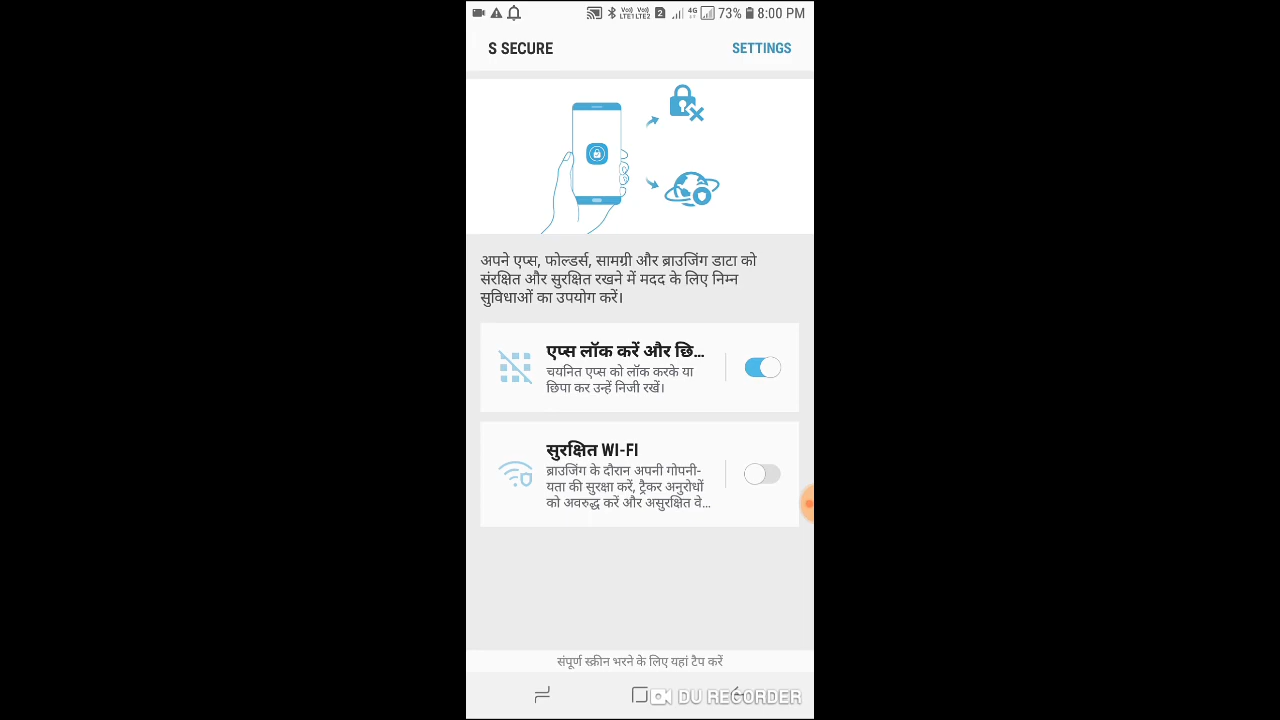 73% 8:00 PM
S SECURE
SETTINGS
अपने एप्स, फोल्डर्स, सामग्री और ब्राउजिंग डाटा को
संरक्षित और सुरक्षित रखने में मदद के लिए निम्न
सुविधाओं का उपयोग करें।
एप्स लॉक करें और छि...
चयनित एप्स को लॉक करके या
छिपा कर उन्हें निजी रखें।
सुरक्षित WI-FI
ब्राउजिंग के दौरान अपनी गोपनी-
यता की सुरक्षा करें, ट्रैकर अनुरोधों
को अवरुद्ध करें और असुरक्षित वे...
संपूर्ण स्क्रीन भरने के लिए यहां टैप करें
DU RECORDER